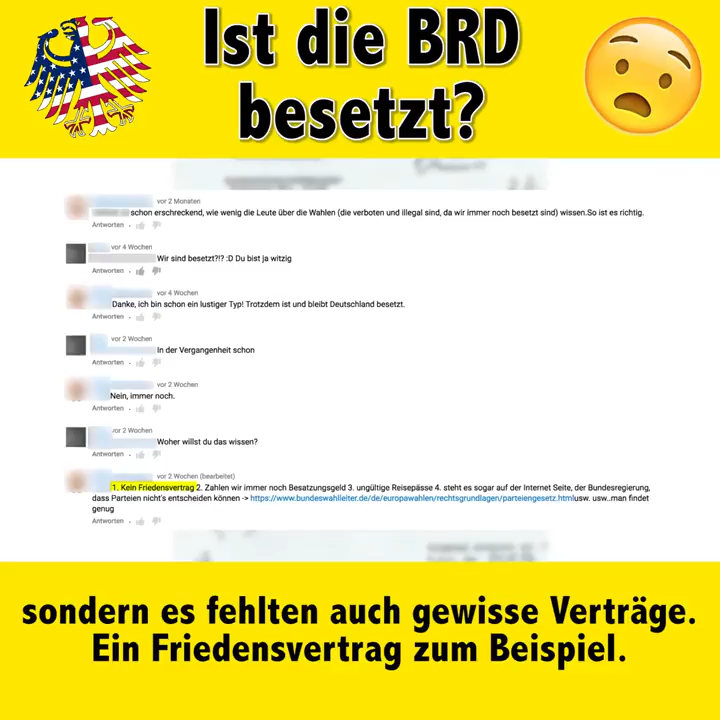 Ist die BRD
besetzt?
vor 2 Monaten
schon erschreckend, wie wenig die Leute über die Wahlen (die verboten und illegal sind, da wir immer noch besetzt sind) wissen.So ist es richtig.
Antworten
vor 4 Wochen
Wir sind besetzt?!? :D Du bist ja witzig
Antworten
vor 4 Wochen
Danke, ich bin schon ein lustiger Typ! Trotzdem ist und bleibt Deutschland besetzt.
Antworten
vor 2 Wochen
In der Vergangenheit schon
Antworten
vor 2 Wochen
Nein, immer noch.
Antworten
vor 2 Wochen
Woher willst du das wissen?
Antworten
vor 2 Wochen (bearbeitet)
1. Kein Friedensvertrag 2. Zahlen wir immer noch Besatzungsgeld 3. ungültige Reisepässe 4. steht es sogar auf der Internet Seite, der Bundesregierung,
dass Parteien nicht's entscheiden können -> https://www.bundeswahlleiter.de/de/europawahlen/rechtsgrundlagen/parteiengesetz.htmlusw. usw..man findet
genug
Antworten
sondern es fehlten auch gewisse Verträge.
Ein Friedensvertrag zum Beispiel.